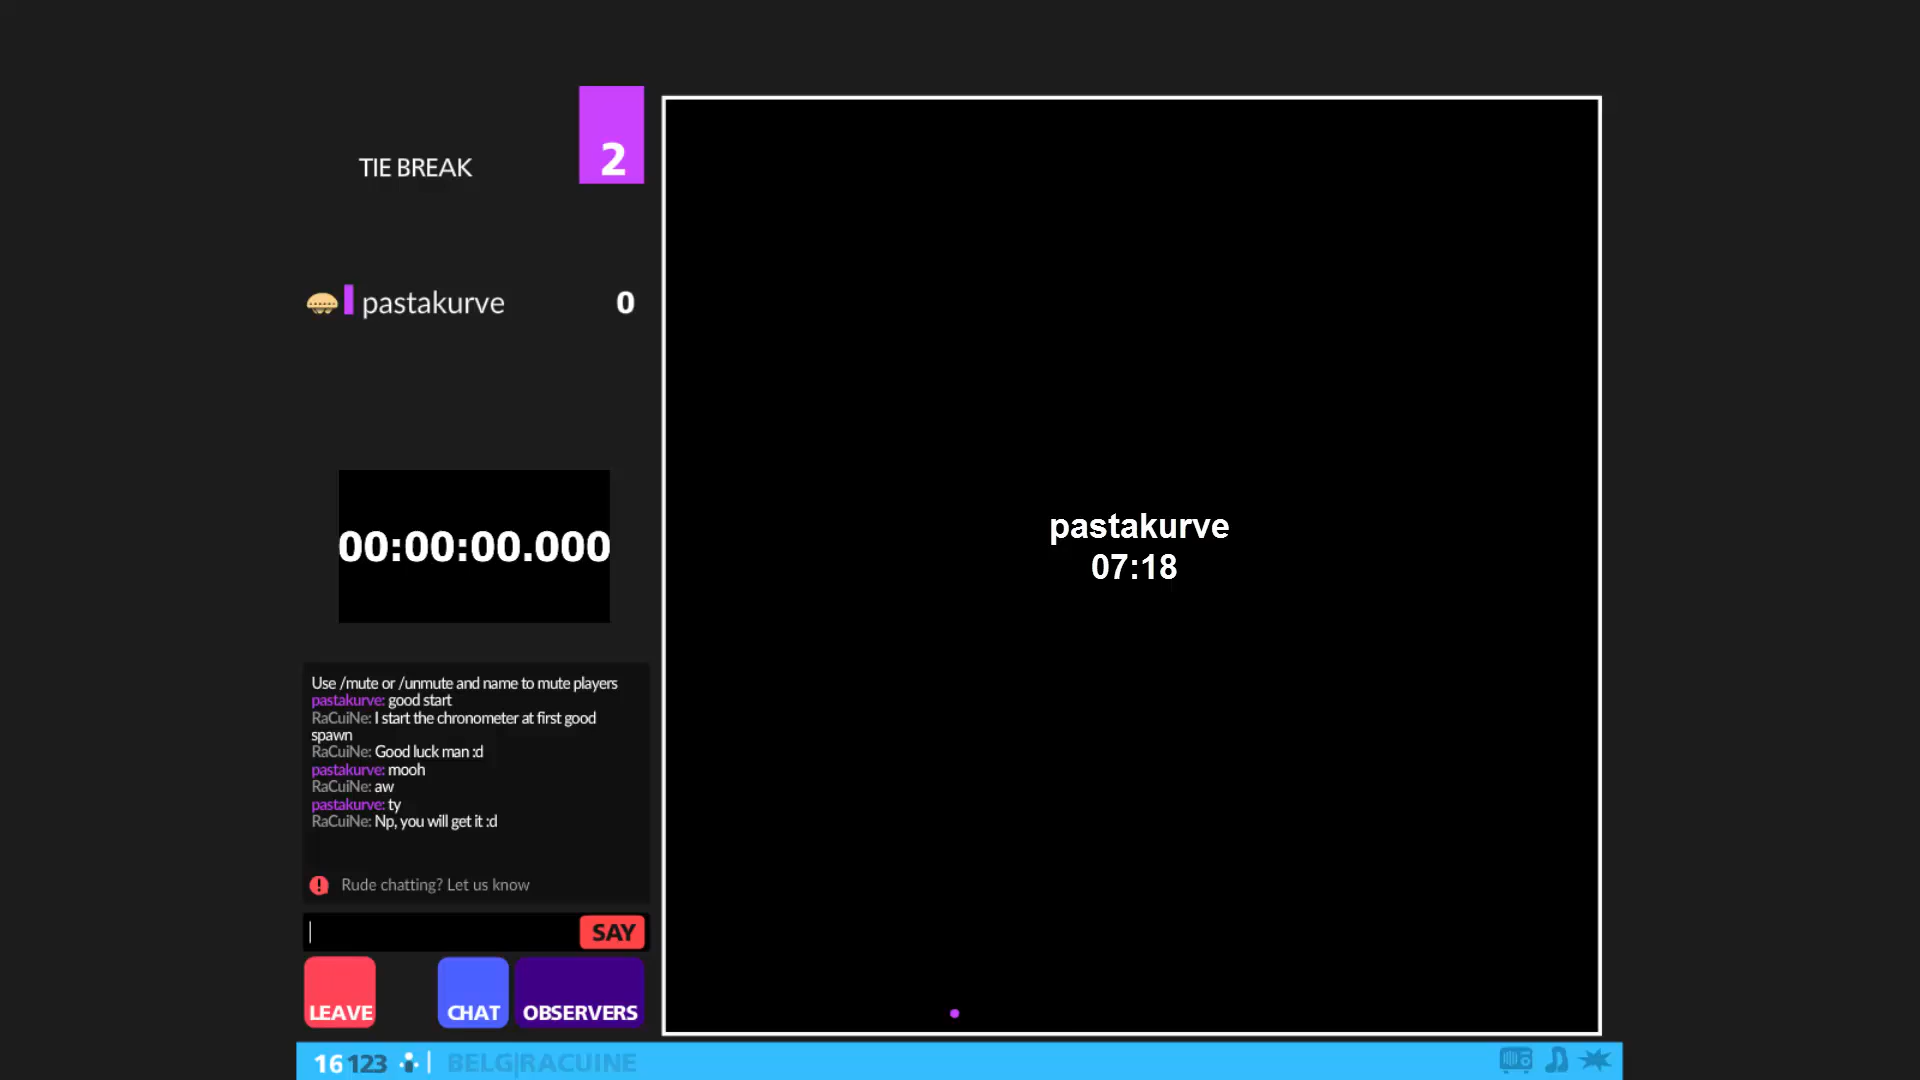 TIE BREAK
2
pastakurve
0
00:00:00.000
pastakurve
07:18
Use /mute or /unmute and name to mute players
pastakurve: good start
RaCuiNe: I start the chronometer at first good
spawn
RaCuiNe: Good luck man :d
pastakurve: mooh
RaCuiNe: aw
pastakurve: ty
RaCuiNe: Np, you will get it :d
! Rude chatting? Let us know
SAY
LEAVE
CHAT
OBSERVERS
16 123
BELG|RACUINE